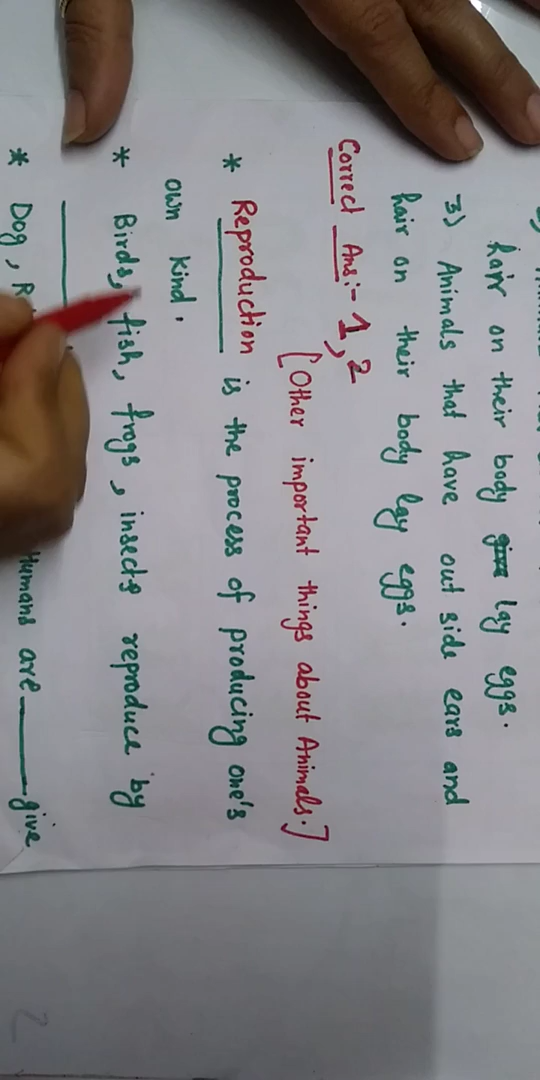 hair on their body lay eggs.
3) Animals that have out side ears and
hair on their body lay eggs.
Correct Ans:- 1, 2
[Other important things about Animals.]
* Reproduction is the process of producing one's
own kind.
* Birds, fish, frogs, insects reproduce by
* Dog, Humans are ______ give